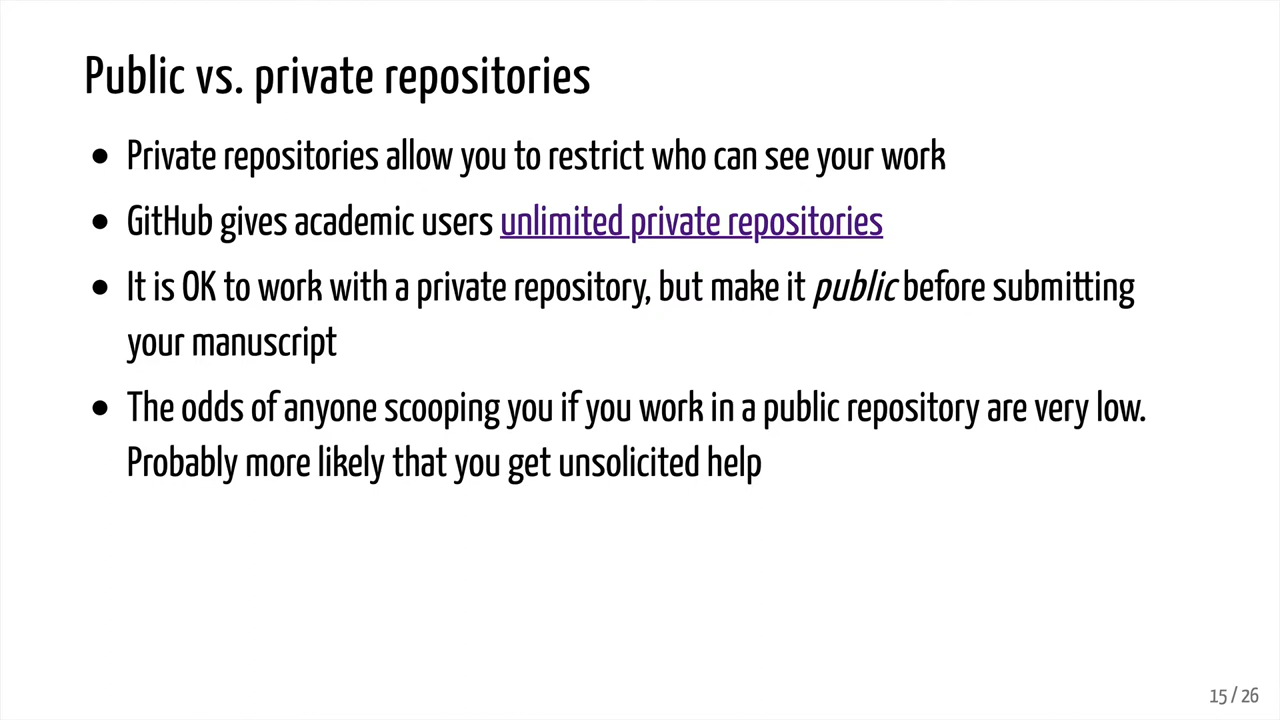 Public vs. private repositories
• Private repositories allow you to restrict who can see your work
• GitHub gives academic users unlimited private repositories
• It is OK to work with a private repository, but make it public before submitting
your manuscript
• The odds of anyone scooping you if you work in a public repository are very low.
Probably more likely that you get unsolicited help
15 / 26